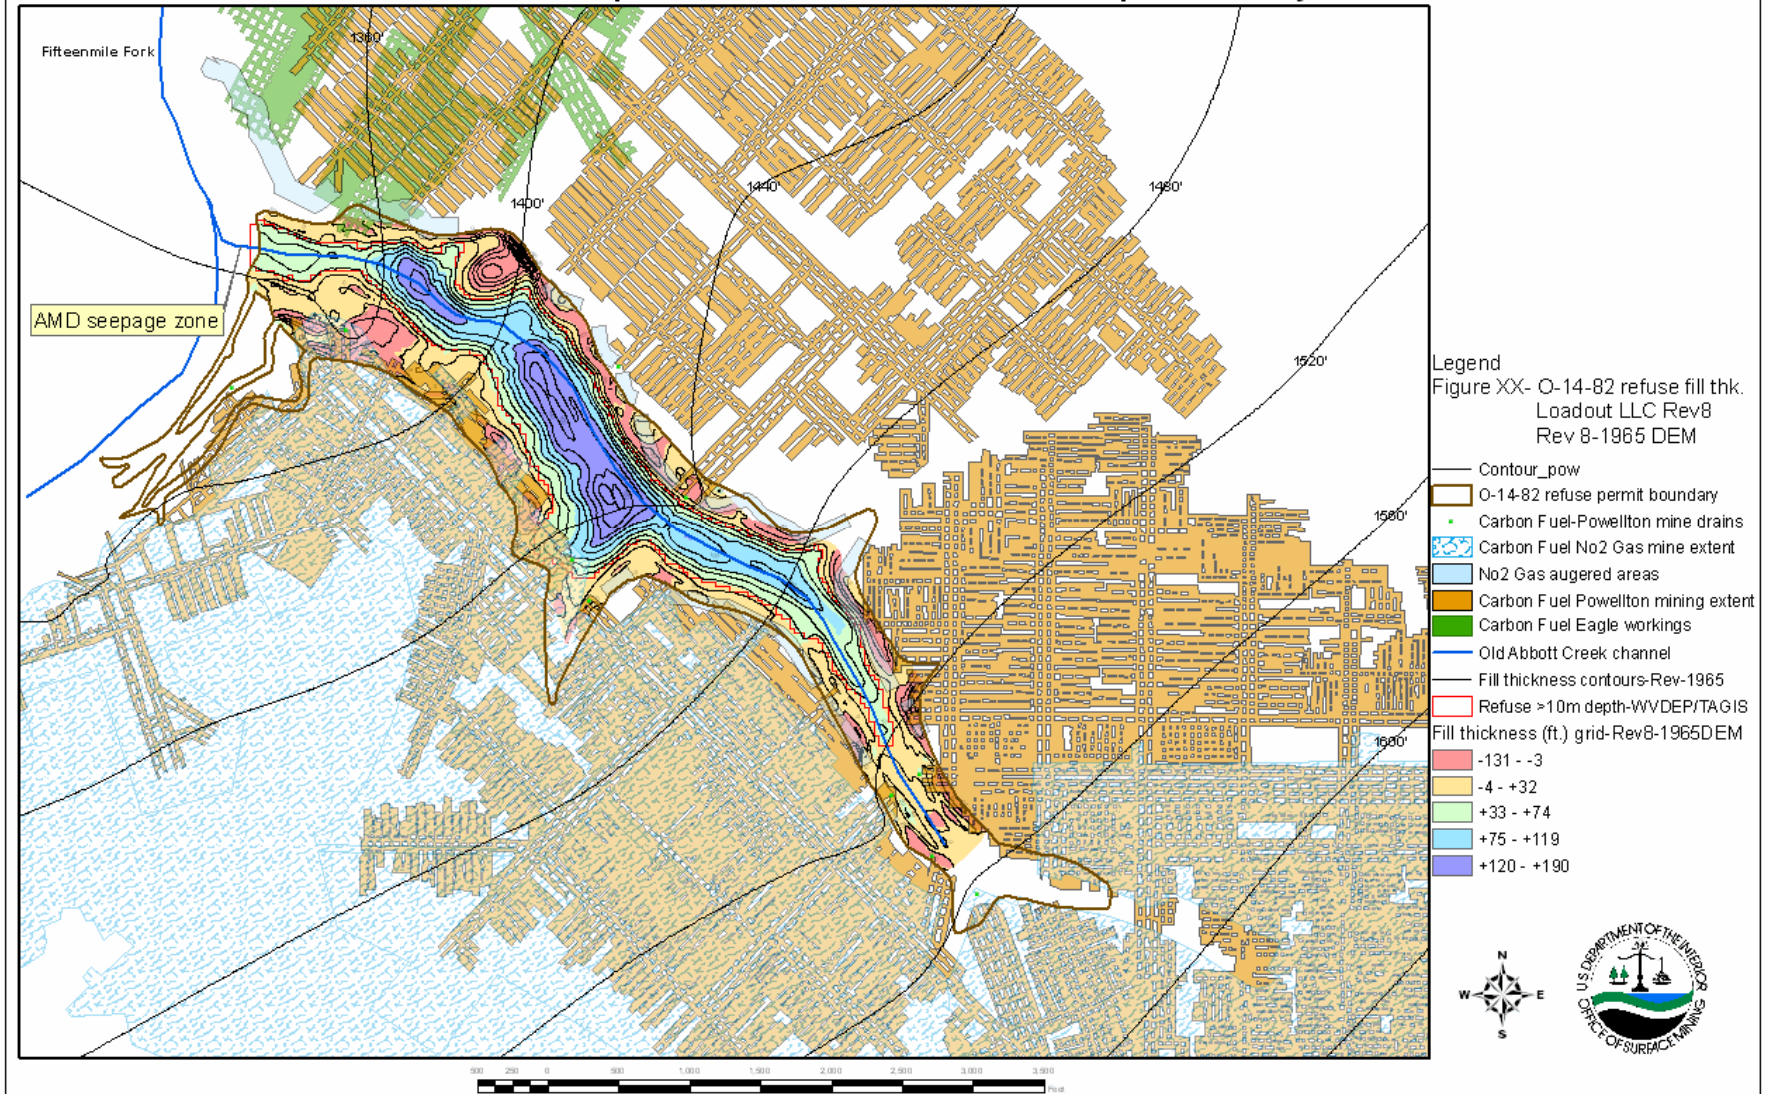 Fifteenmile Fork
1360'
1400'
1440'
1480'
1520'
1560'
1600'
AMD seepage zone
Legend
Figure XX- O-14-82 refuse fill thk.
Loadout LLC Rev8
Rev 8-1965 DEM
Contour_pow
O-14-82 refuse permit boundary
Carbon Fuel-Powellton mine drains
Carbon Fuel No2 Gas mine extent
No2 Gas augered areas
Carbon Fuel Powellton mining extent
Carbon Fuel Eagle workings
Old Abbott Creek channel
Fill thickness contours-Rev-1965
Refuse >10m depth-WVDEP/TAGIS
Fill thickness (ft.) grid-Rev8-1965DEM
-131 - -3
-4 - +32
+33 - +74
+75 - +119
+120 - +190
N
W E
S
U.S DEPARTMENT OF THE INTERIOR
OFFICE OF SURFACE MINING
500 250 0 500 1,000 1,500 2,000 2,500 3,000 3,500
Feet